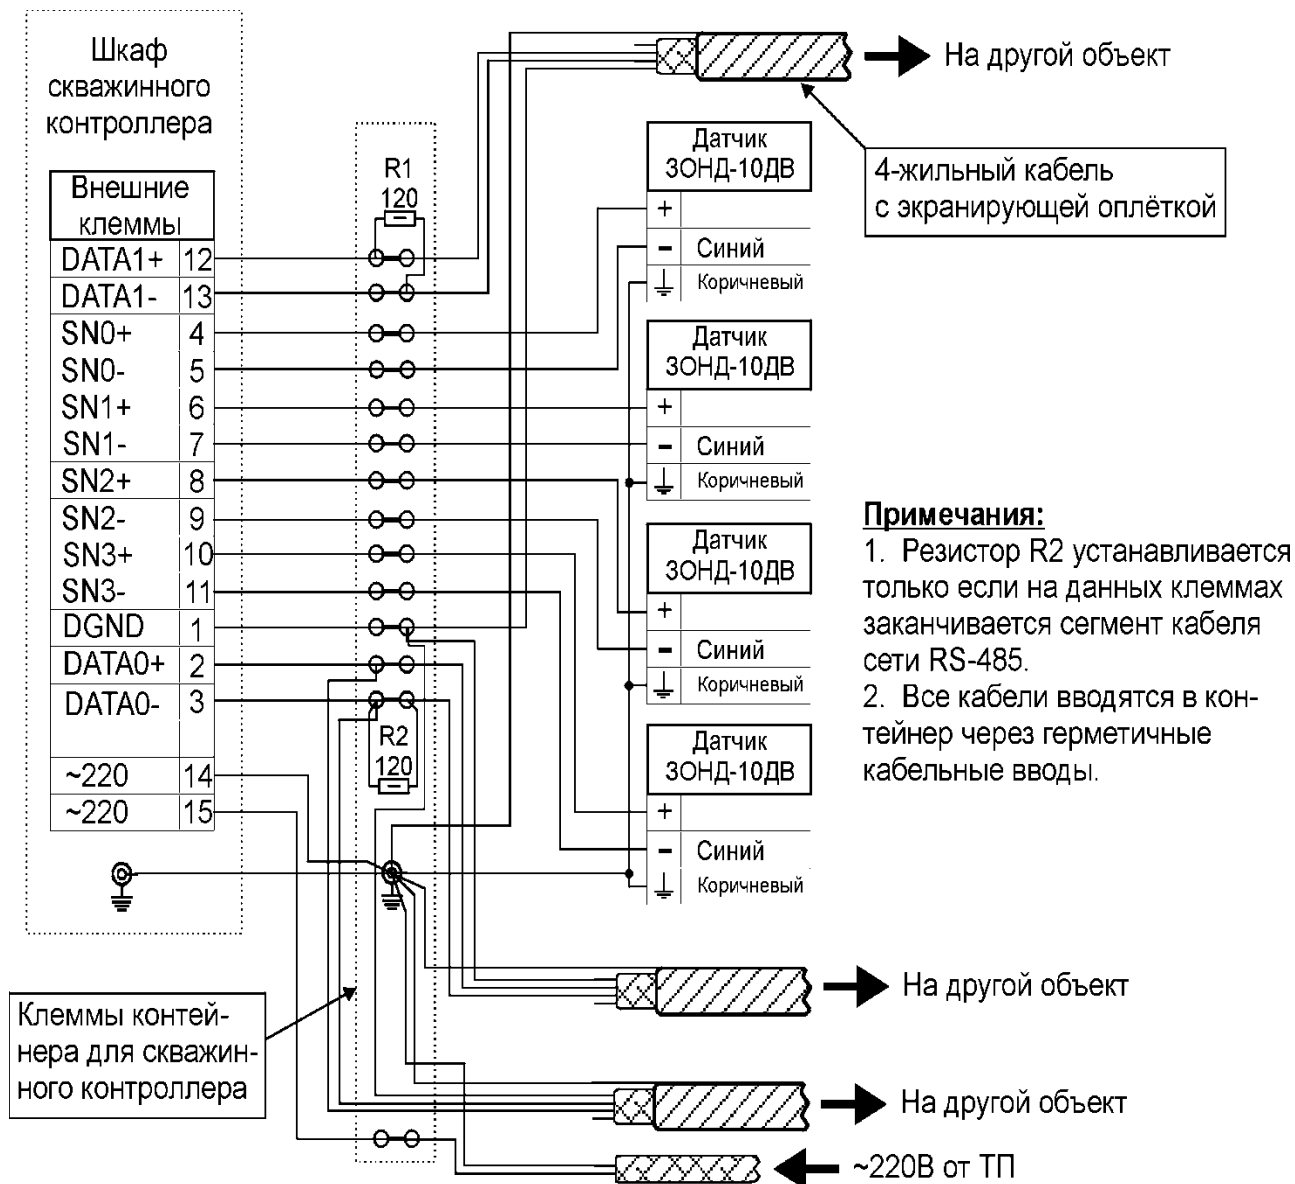 Шкаф
скважинного
контроллера
Внешние
клеммы
DATA1+ 12
DATA1- 13
SN0+ 4
SN0- 5
SN1+ 6
SN1- 7
SN2+ 8
SN2- 9
SN3+ 10
SN3- 11
DGND 1
DATA0+ 2
DATA0- 3
~220 14
~220 15
R1
120
R2
120
На другой объект
4-жильный кабель
с экранирующей оплёткой
Датчик
ЗОНД-10ДВ
+
- Синий
Коричневый
Датчик
ЗОНД-10ДВ
+
- Синий
Коричневый
Датчик
ЗОНД-10ДВ
+
- Синий
Коричневый
Датчик
ЗОНД-10ДВ
+
- Синий
Коричневый
Примечания:
1. Резистор R2 устанавливается
только если на данных клеммах
заканчивается сегмент кабеля
сети RS-485.
2. Все кабели вводятся в кон-
тейнер через герметичные
кабельные вводы.
Клеммы контей-
нера для скважин-
ного контроллера
На другой объект
На другой объект
~220В от ТП